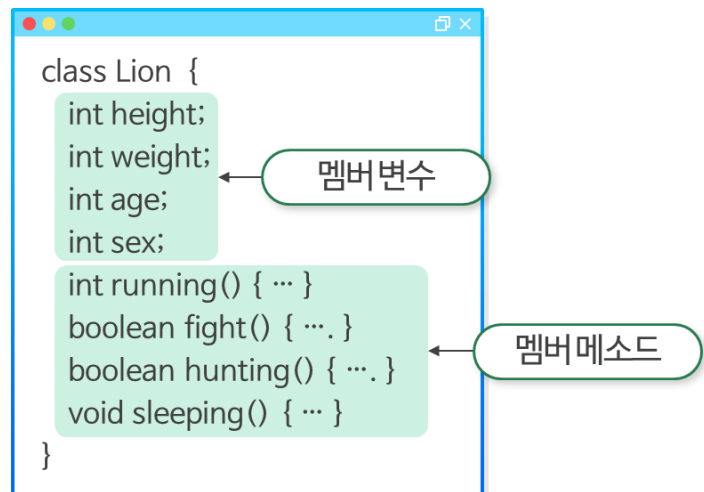 class Lion {
int height;
int weight;
멤버 변수
int age;
int sex;
int running() { ··· }
boolean fight() { ···. }
멤버 메소드
boolean hunting() { ···. }
void sleeping() { ··· }
}